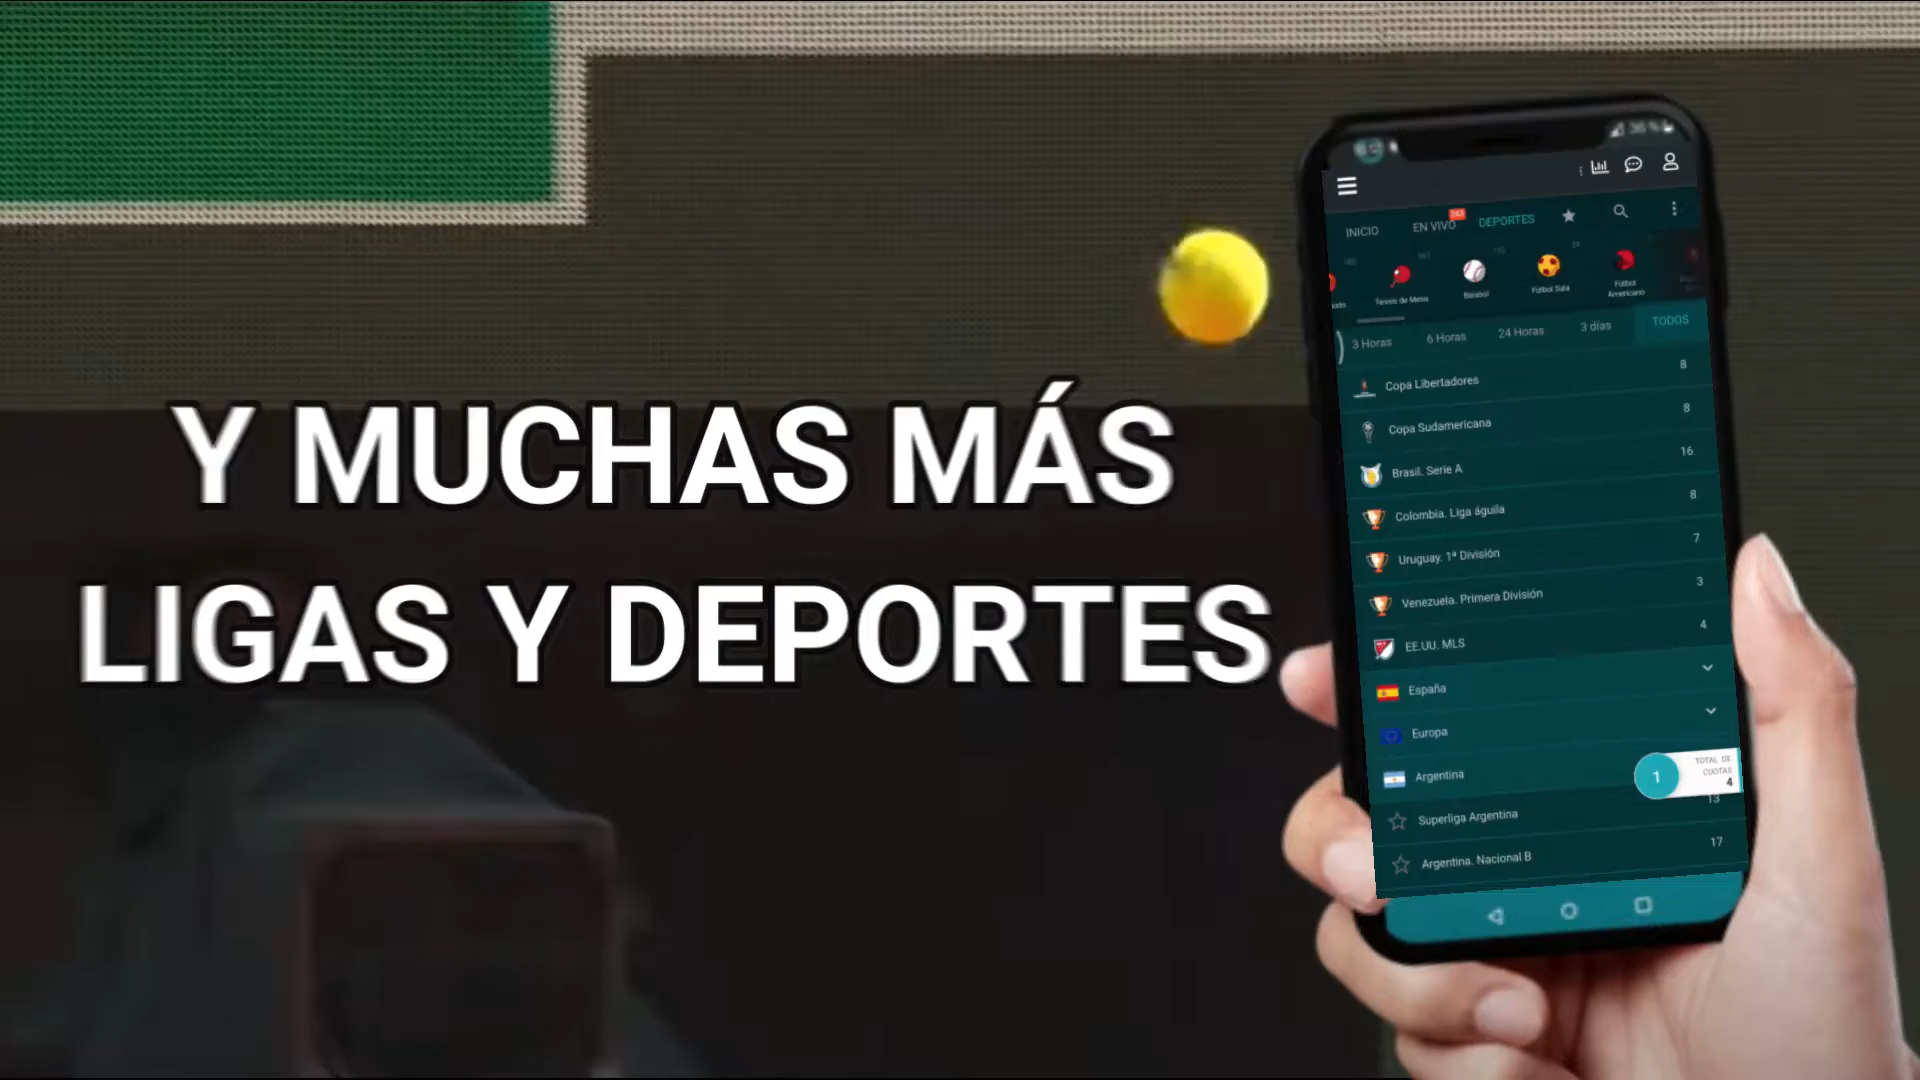 Y MUCHAS MÁS
LIGAS Y DEPORTES
INICIO
EN VIVO
DEPORTES
Tennis de Mesa
Béisbol
Fútbol Sala
Fútbol
Americano
3 Horas
6 Horas
24 Horas
3 días
TODOS
Copa Libertadores 8
Copa Sudamericana 8
Brasil. Serie A 16
Colombia. Liga águila 8
Uruguay. 1ª División 7
Venezuela. Primera División 3
EE.UU. MLS 4
España
Europa
Argentina
1
TOTAL DE
CUOTAS
4
Superliga Argentina 13
Argentina. Nacional B 17